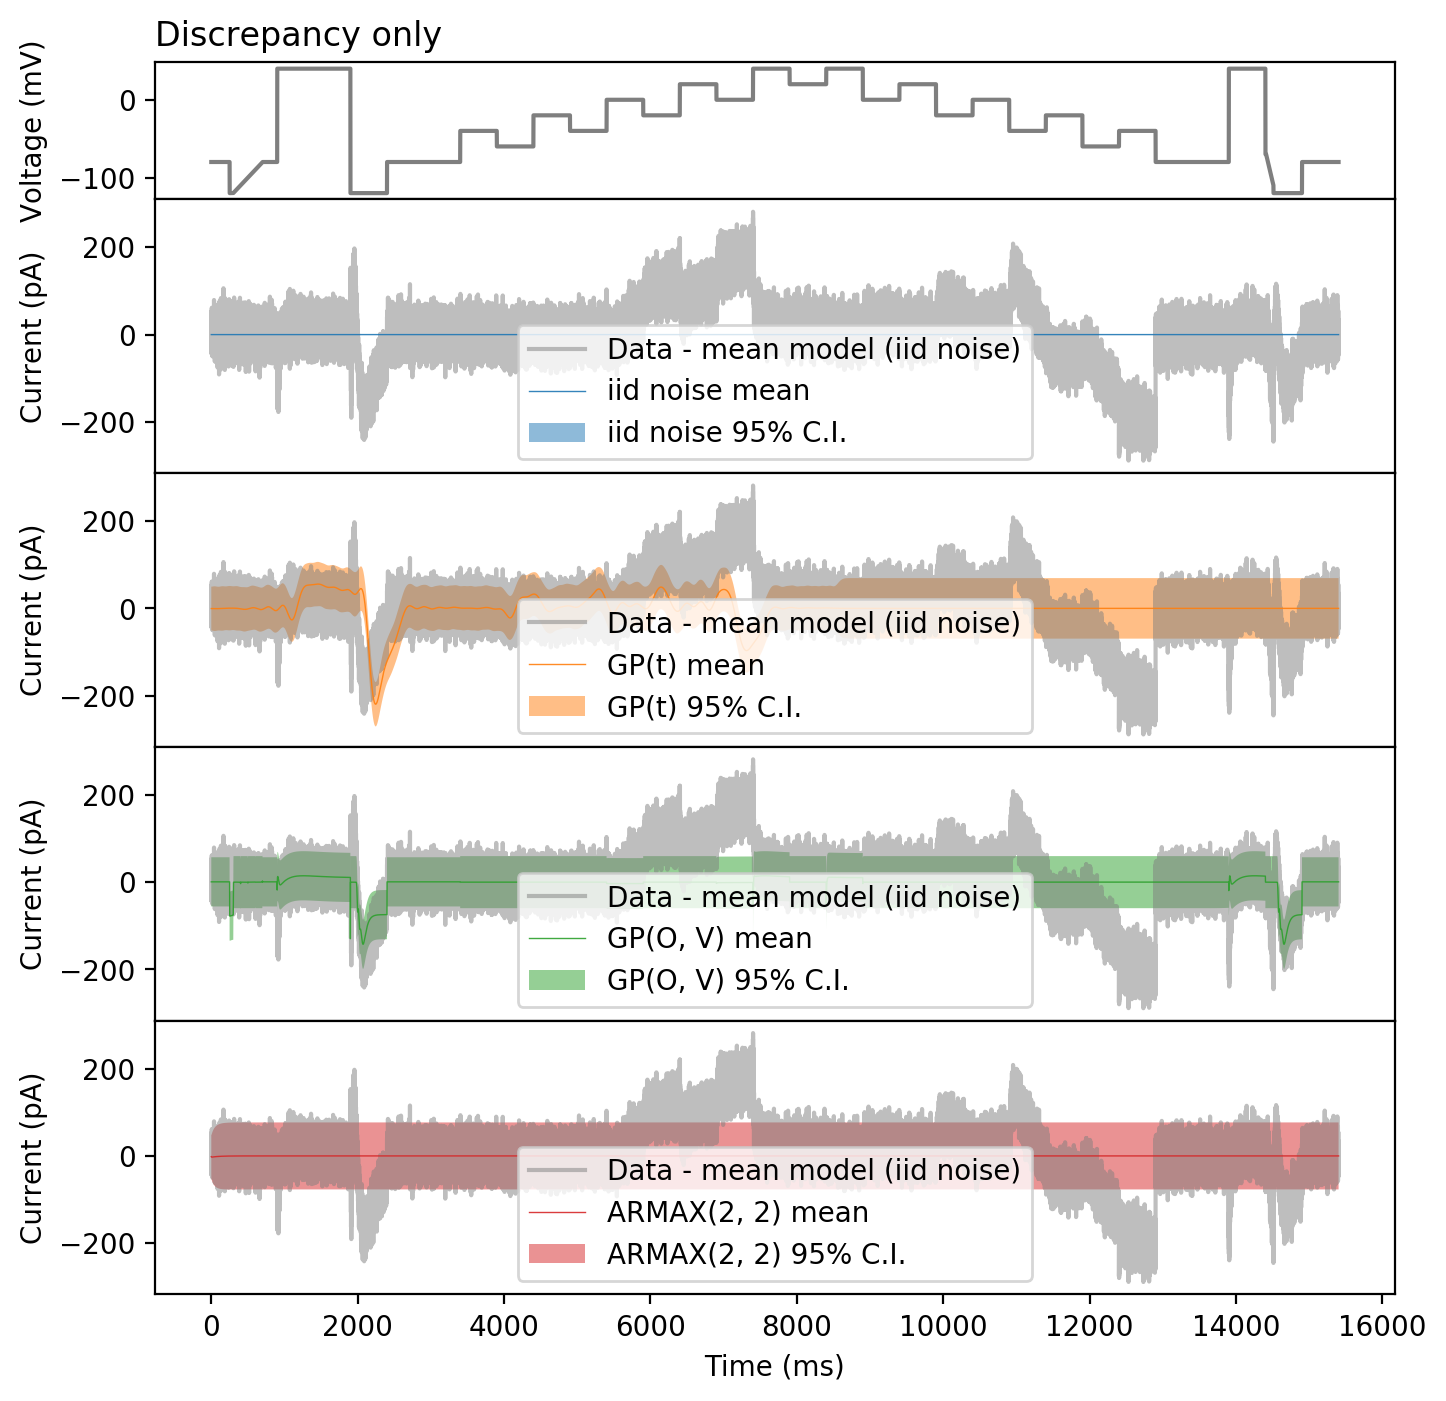 Discrepancy only
Voltage (mV)
0
−100
Current (pA)
200
0
−200
Data - mean model (iid noise)
iid noise mean
iid noise 95% C.I.
Current (pA)
200
0
−200
Data - mean model (iid noise)
GP(t) mean
GP(t) 95% C.I.
Current (pA)
200
0
−200
Data - mean model (iid noise)
GP(O, V) mean
GP(O, V) 95% C.I.
Current (pA)
200
0
−200
Data - mean model (iid noise)
ARMAX(2, 2) mean
ARMAX(2, 2) 95% C.I.
0 2000 4000 6000 8000 10000 12000 14000 16000
Time (ms)